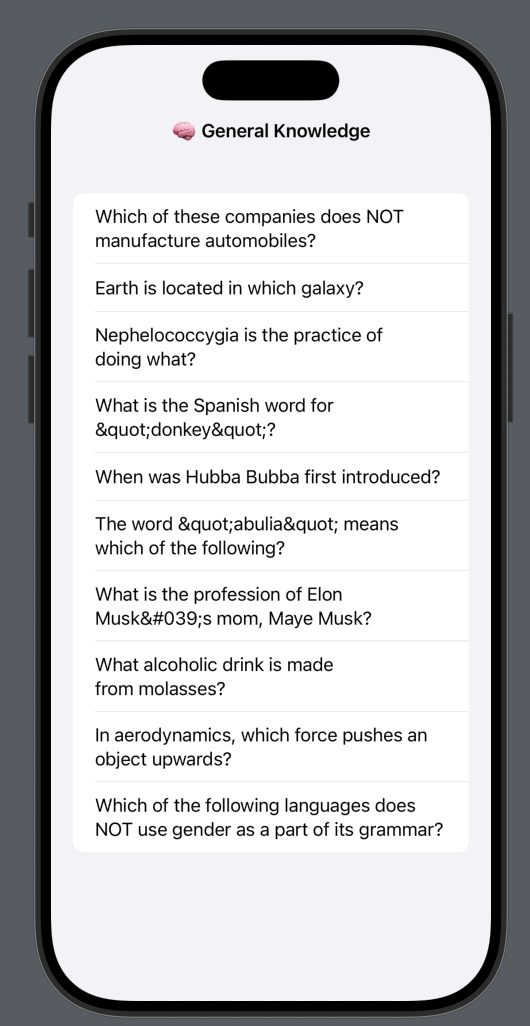 🧠 General Knowledge
Which of these companies does NOT
manufacture automobiles?
Earth is located in which galaxy?
Nephelococcygia is the practice of
doing what?
What is the Spanish word for
&quot;donkey&quot;?
When was Hubba Bubba first introduced?
The word &quot;abulia&quot; means
which of the following?
What is the profession of Elon
Musk&#039;s mom, Maye Musk?
What alcoholic drink is made
from molasses?
In aerodynamics, which force pushes an
object upwards?
Which of the following languages does
NOT use gender as a part of its grammar?